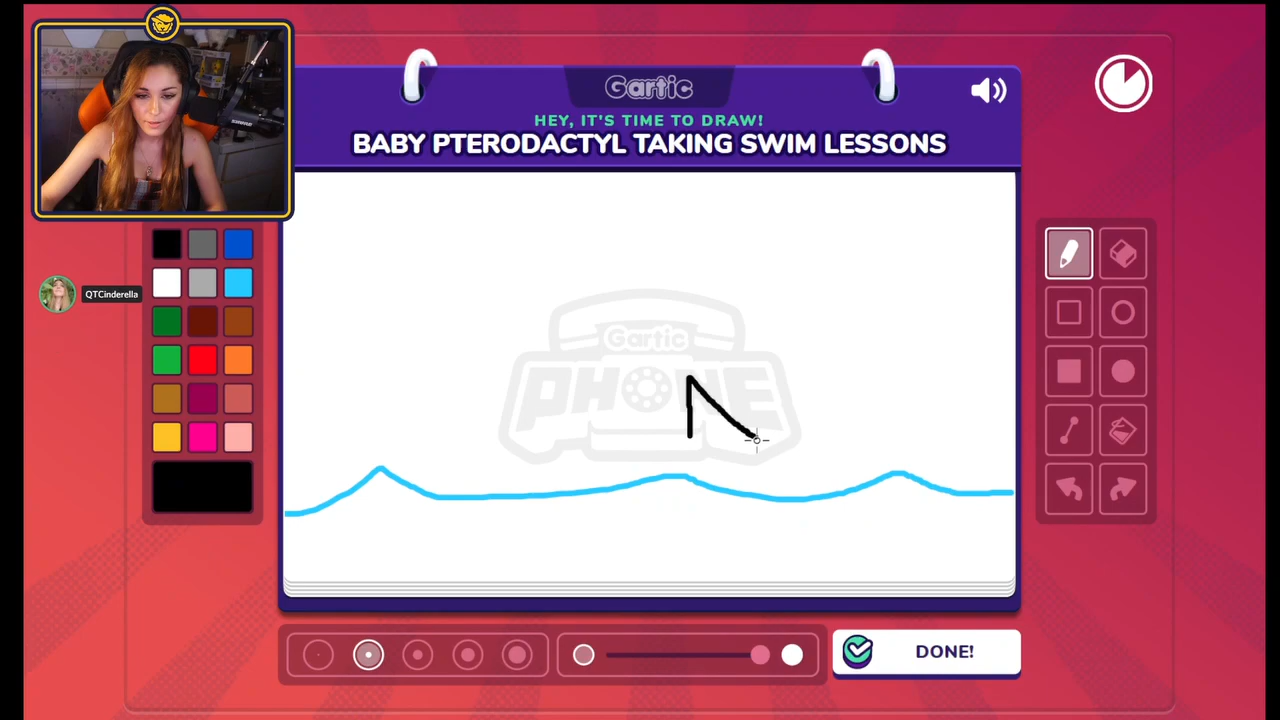 Gartic
HEY, IT'S TIME TO DRAW!
BABY PTERODACTYL TAKING SWIM LESSONS
QTCinderella
Gartic
PHONE
DONE!